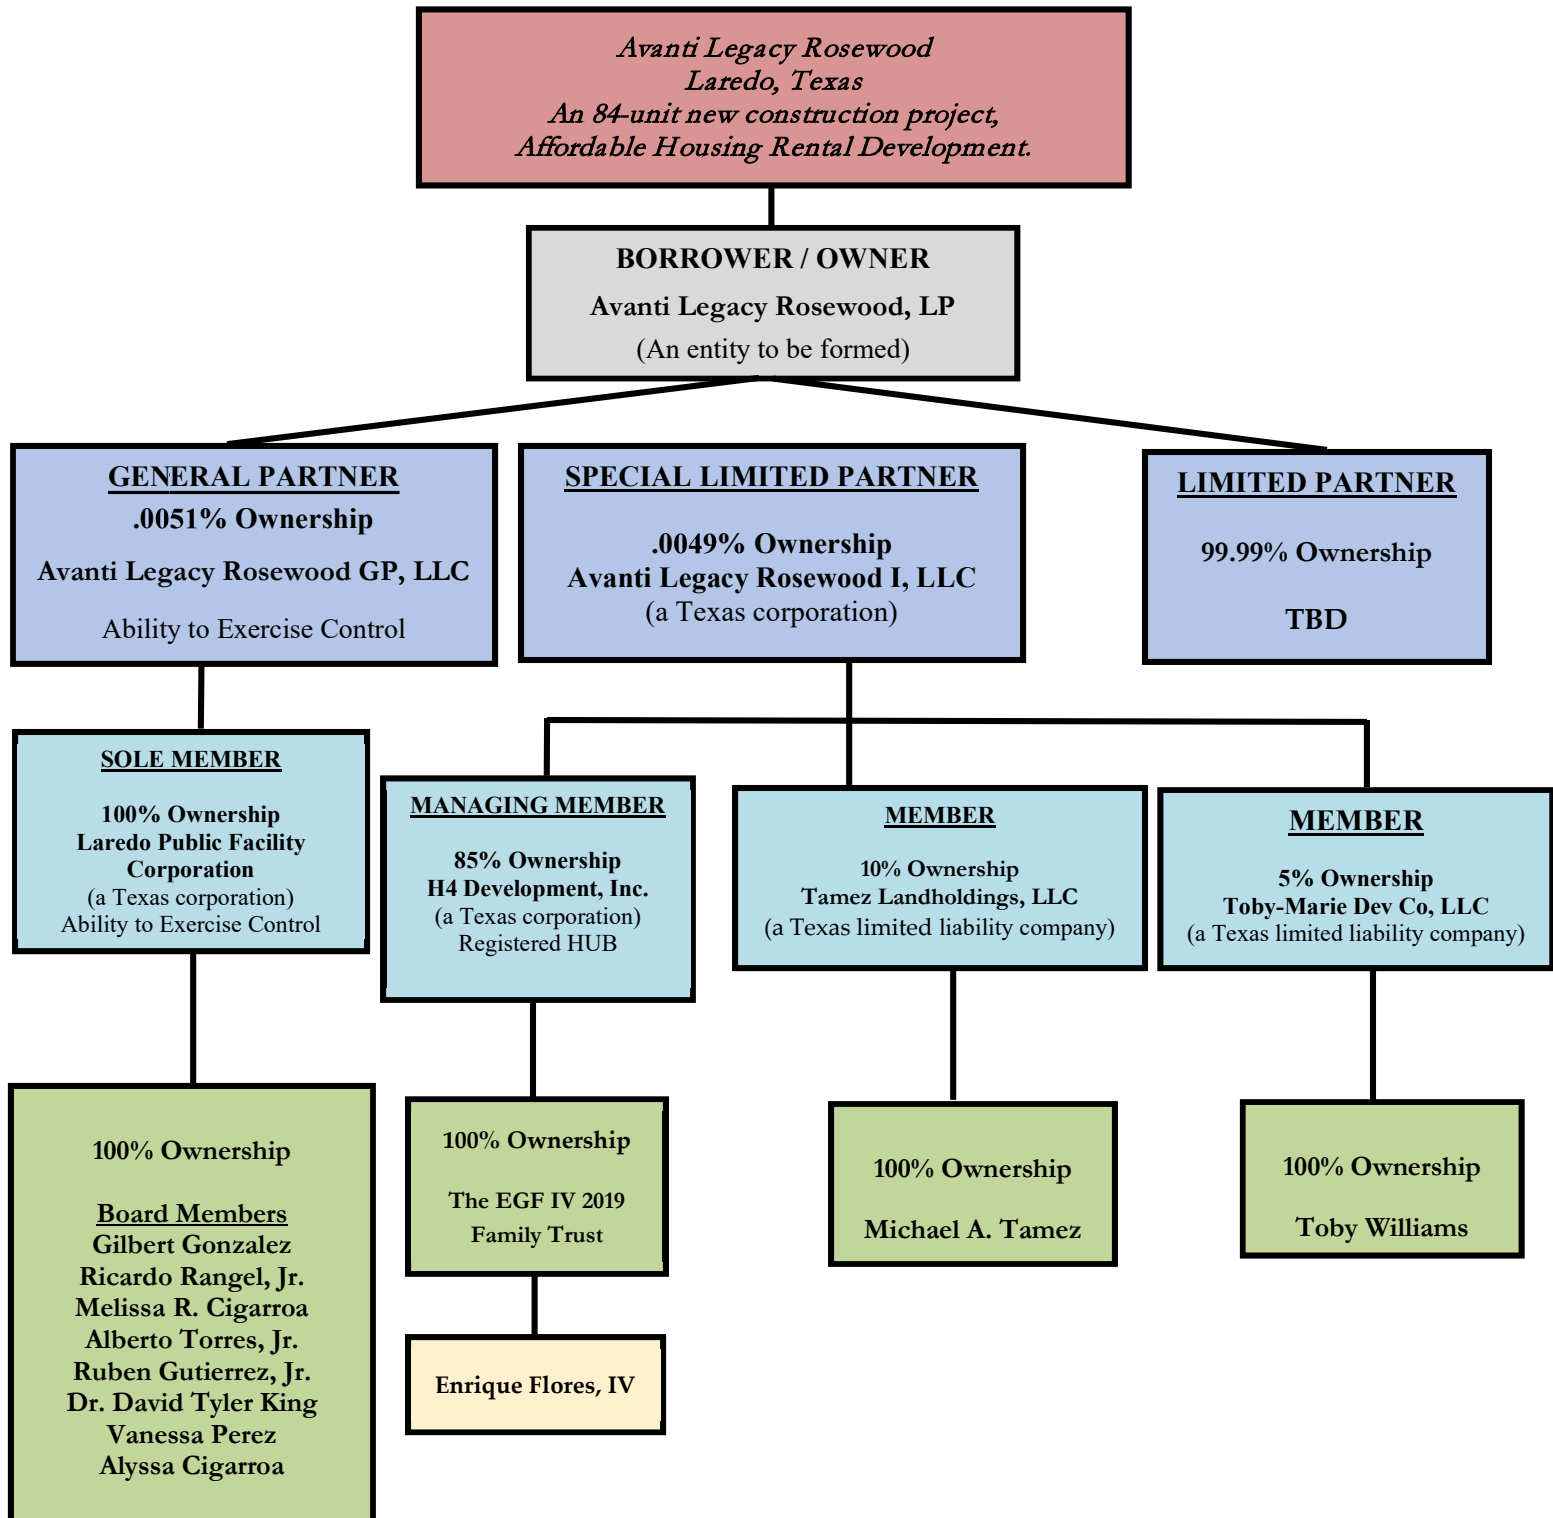 Avanti Legacy Rosewood
Laredo, Texas
An 84-unit new construction project,
Affordable Housing Rental Development.
BORROWER / OWNER
Avanti Legacy Rosewood, LP
(An entity to be formed)
GENERAL PARTNER
.0051% Ownership
Avanti Legacy Rosewood GP, LLC
Ability to Exercise Control
SPECIAL LIMITED PARTNER
.0049% Ownership
Avanti Legacy Rosewood I, LLC
(a Texas corporation)
LIMITED PARTNER
99.99% Ownership
TBD
SOLE MEMBER
100% Ownership
Laredo Public Facility
Corporation
(a Texas corporation)
Ability to Exercise Control
MANAGING MEMBER
85% Ownership
H4 Development, Inc.
(a Texas corporation)
Registered HUB
MEMBER
10% Ownership
Tamez Landholdings, LLC
(a Texas limited liability company)
MEMBER
5% Ownership
Toby-Marie Dev Co, LLC
(a Texas limited liability company)
100% Ownership
Board Members
Gilbert Gonzalez
Ricardo Rangel, Jr.
Melissa R. Cigarroa
Alberto Torres, Jr.
Ruben Gutierrez, Jr.
Dr. David Tyler King
Vanessa Perez
Alyssa Cigarroa
100% Ownership
The EGF IV 2019
Family Trust
Enrique Flores, IV
100% Ownership
Michael A. Tamez
100% Ownership
Toby Williams